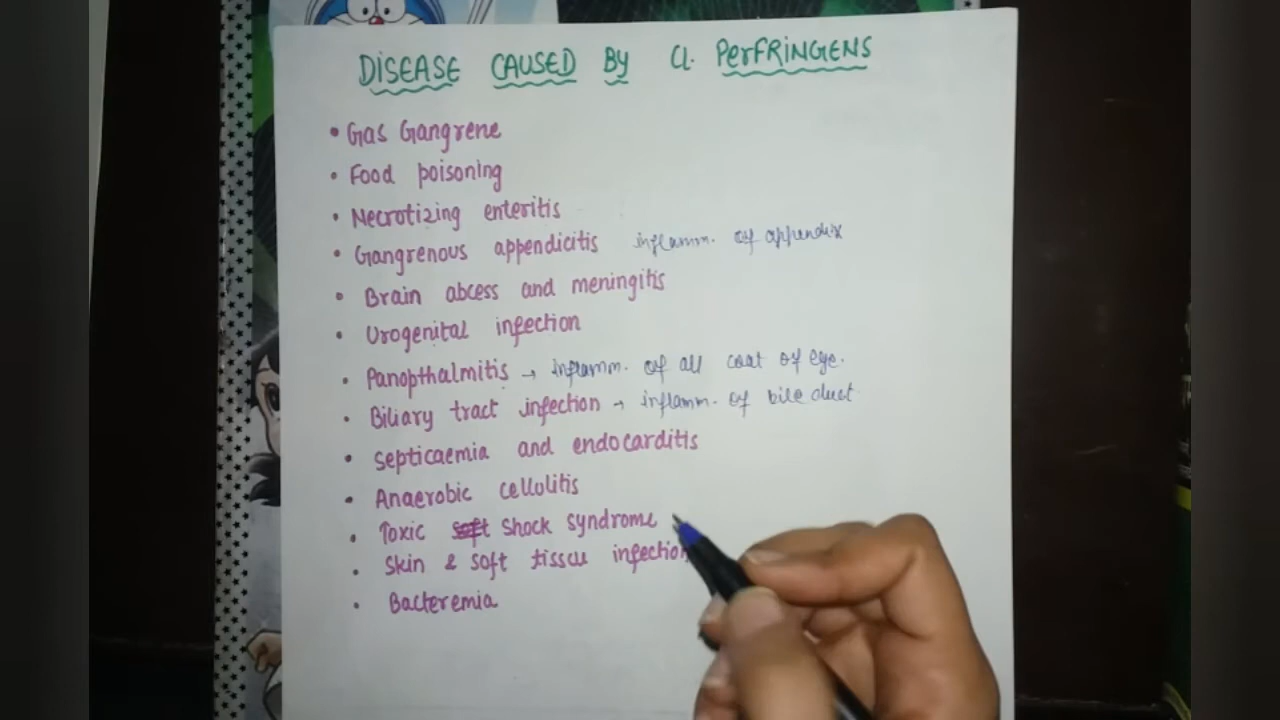 DISEASE CAUSED By Cl. PerfRiNGENS
• Gas Gangrene
• Food poisoning
• Necrotizing enteritis
• Gangrenous appendicitis inflamm. of appendix
• Brain abcess and meningitis
• Urogenital infection
• Panopthalmitis → inflamm. of all coat of eye.
• Biliary tract infection → inflamm. of bile duct
• Septicaemia and endocarditis
• Anaerobic cellolitis
• Toxic soft Shock syndrome
• Skin & soft tissue infection
• Bacteremia